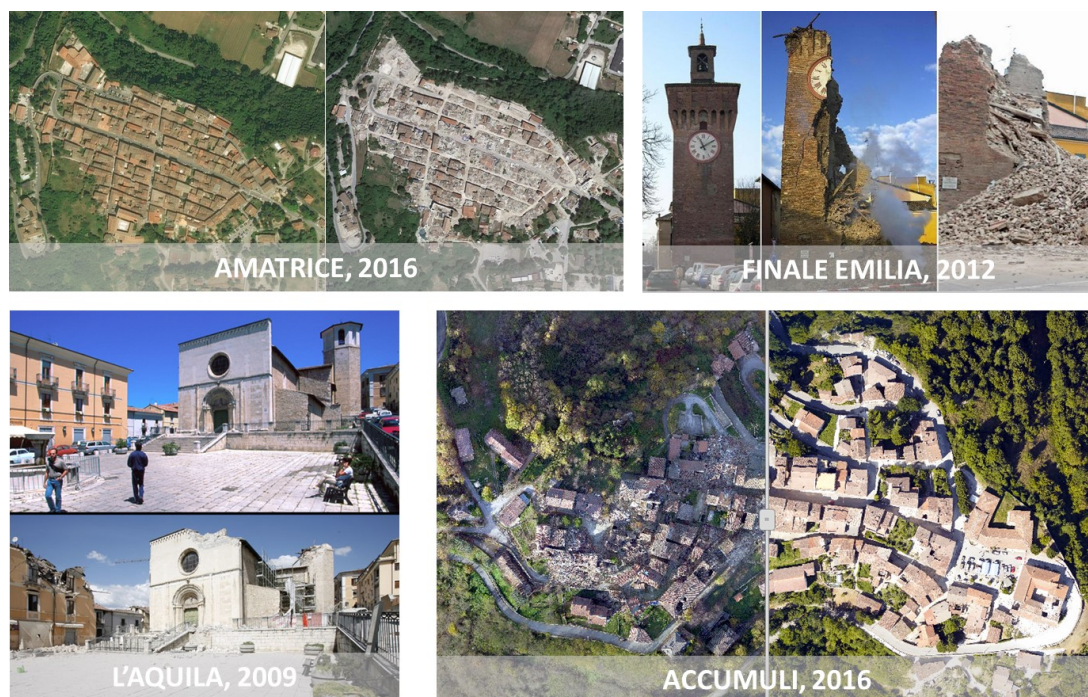 AMATRICE, 2016
FINALE EMILIA, 2012
L'AQUILA, 2009
ACCUMULI, 2016